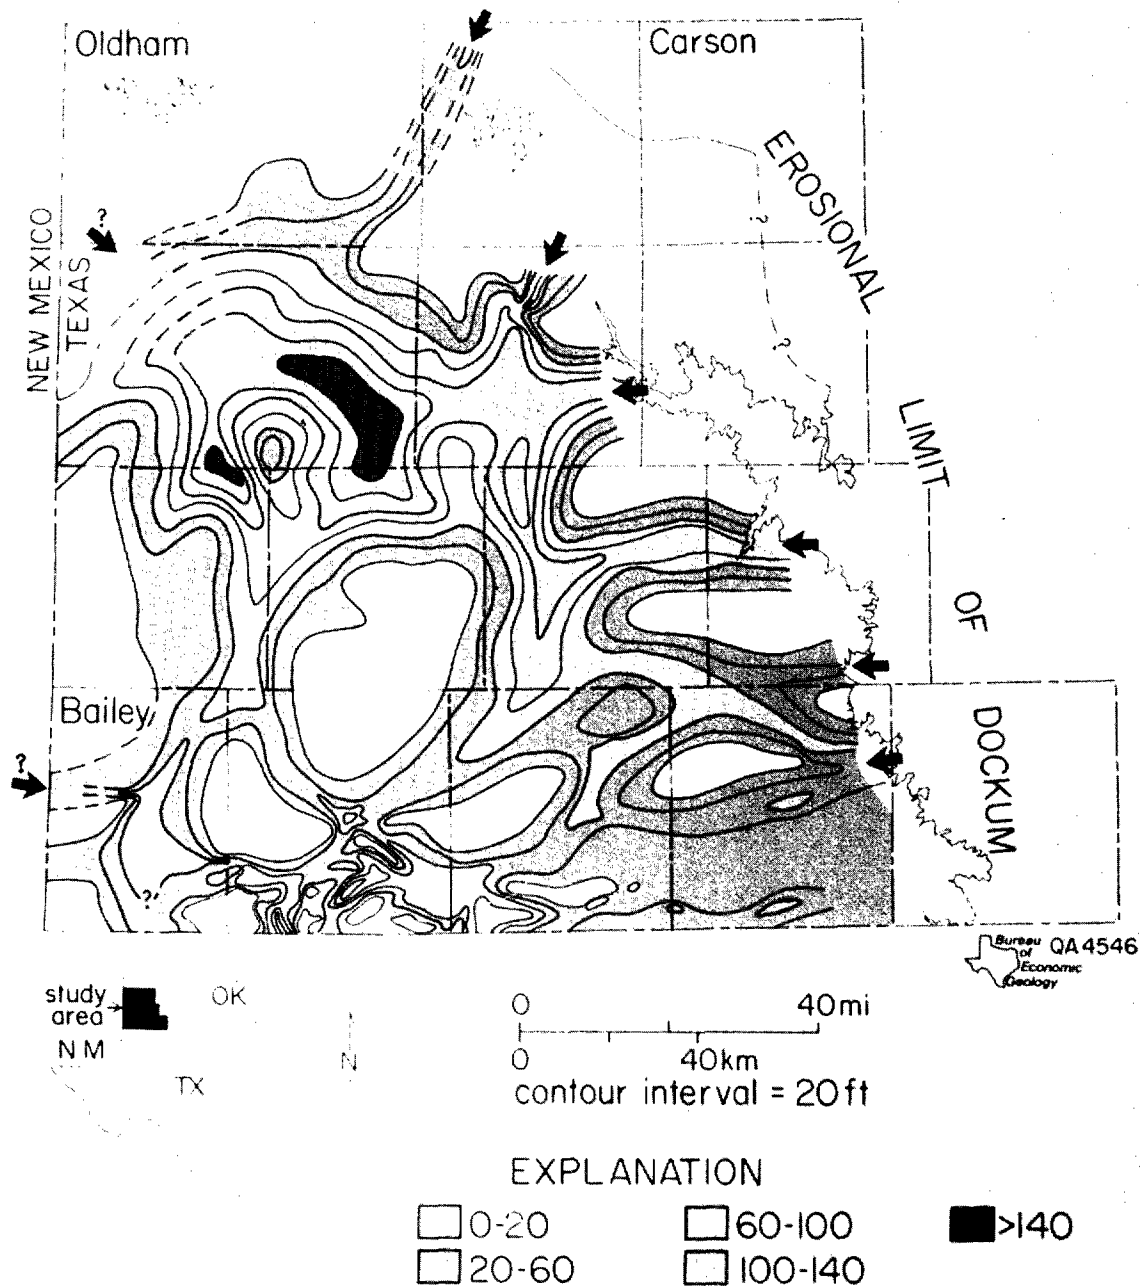 Oldham
Carson
EROSIONAL
?
?
NEW MEXICO
TEXAS
?
LIMIT
OF
Bailey
?
DOCKUM
??
Bureau
of
Economic
Geology
QA4546
study
area
OK
NM
N
TX
0 40mi
0 40km
contour interval = 20ft
EXPLANATION
0-20 60-100 >140
20-60 100-140